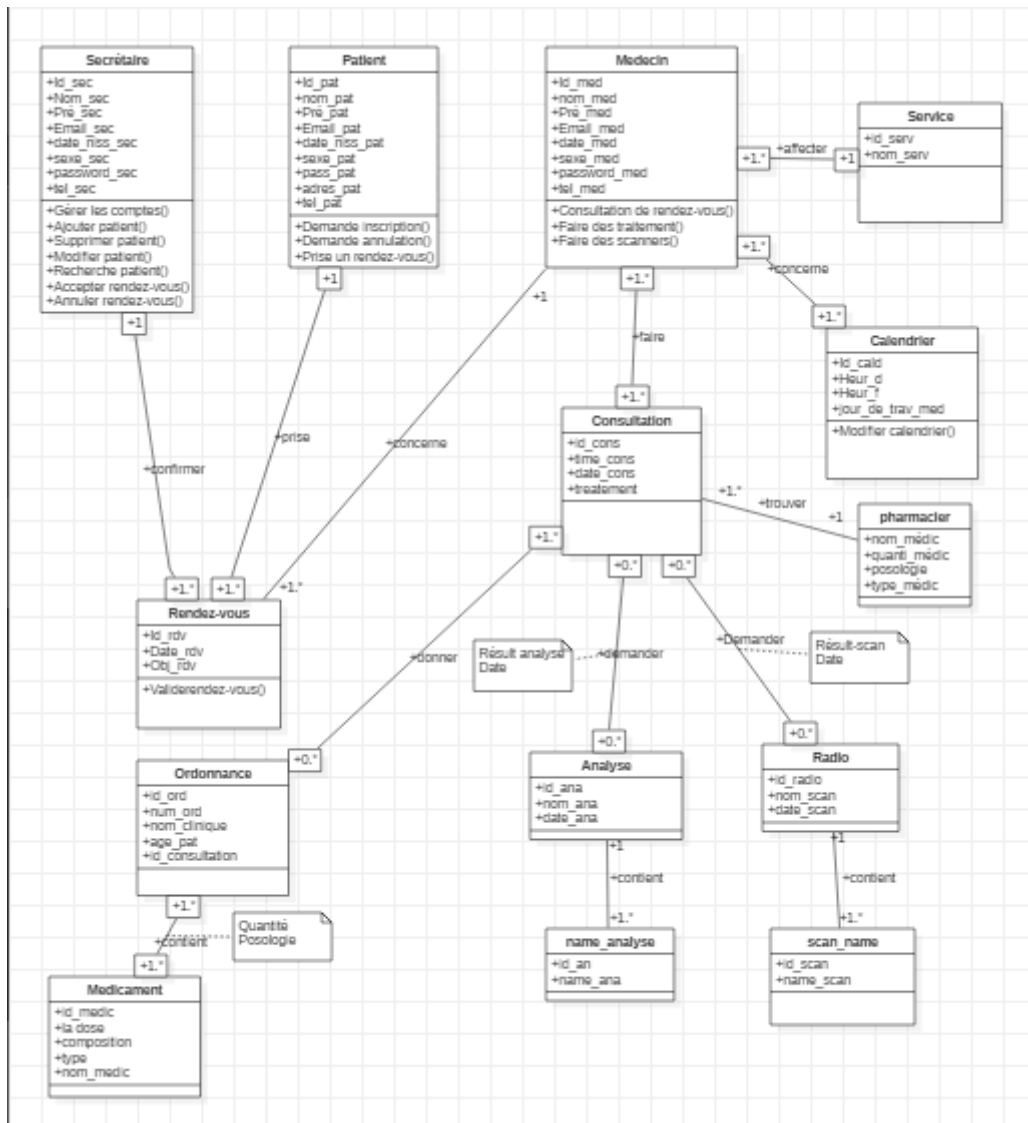 Secrétaire
+Id_sec
+Nom_sec
+Pré_sec
+Email_sec
+date_niss_sec
+sexe_sec
+password_sec
+tel_sec
+Gérer les comptes()
+Ajouter patient()
+Supprimer patient()
+Modifier patient()
+Recherche patient()
+Accepter rendez-vous()
+Annuler rendez-vous()
+1
Patient
+Id_pat
+nom_pat
+Pré_pat
+Email_pat
+date_niss_pat
+sexe_pat
+pass_pat
+adres_pat
+tel_pat
+Demande inscription()
+Demande annulation()
+Prise un rendez-vous()
+1
Medecin
+Id_med
+nom_med
+Pré_med
+Email_med
+date_med
+sexe_med
+password_med
+tel_med
+Consultation de rendez-vous()
+Faire des traitement()
+Faire des scanners()
+1.*
+affecter
+1
Service
+id_serv
+nom_serv
+1.*
+concerne
+1.*
Calendrier
+Id_cald
+Heur_d
+Heur_f
+jour_de_trav_med
+Modifier calendrier()
+1
+1.*
+faire
+1.*
+confirmer
+prise
+concerne
+1.*
+1.*
+1.*
Rendez-vous
+Id_rdv
+Date_rdv
+Obj_rdv
+Validerendez-vous()
Consultation
+id_cons
+time_cons
+date_cons
+treatement
+1.*
+trouver
+1
pharmacier
+nom_médic
+quanti_médic
+posologie
+type_médic
+1.*
+0.*
+0.*
+donner
Résult analyse
Date
+demander
+Demander
Résult-scan
Date
+0.*
+0.*
+0.*
Ordonnance
+id_ord
+num_ord
+nom_clinique
+age_pat
+id_consultation
Analyse
+id_ana
+nom_ana
+date_ana
Radio
+id_radio
+nom_scan
+date_scan
+1
+contient
+1.*
+1
+contient
+1.*
+1.*
+contient
Quantité
Posologie
+1.*
Medicament
+id_medic
+la dose
+composition
+type
+nom_medic
name_analyse
+id_an
+name_ana
scan_name
+id_scan
+name_scan